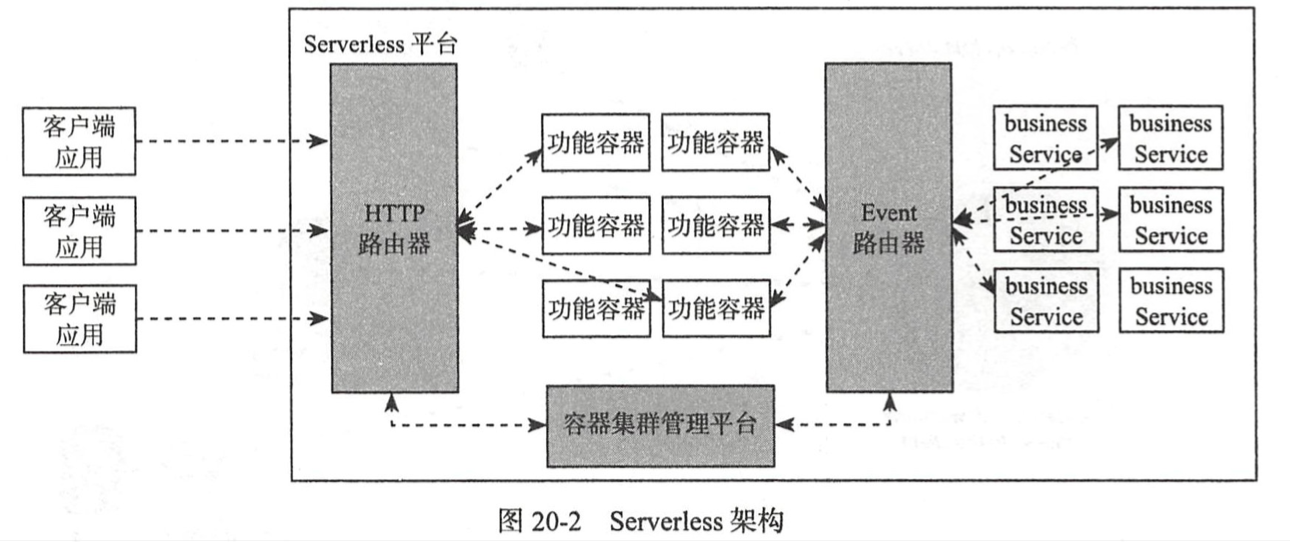 Serverless 平台
客户端
应用
客户端
应用
客户端
应用
HTTP
路由器
功能容器
功能容器
功能容器
功能容器
功能容器
功能容器
Event
路由器
business
Service
business
Service
business
Service
business
Service
business
Service
business
Service
容器集群管理平台
图 20-2 Serverless 架构